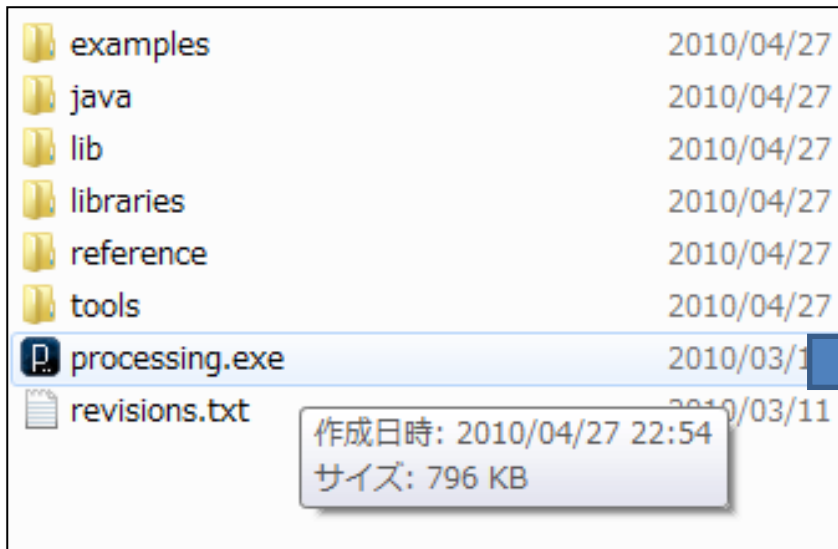 examples 2010/04/27
java 2010/04/27
lib 2010/04/27
libraries 2010/04/27
reference 2010/04/27
tools 2010/04/27
processing.exe 2010/03/1
revisions.txt /03/11
作成日時: 2010/04/27 22:54
サイズ: 796 KB